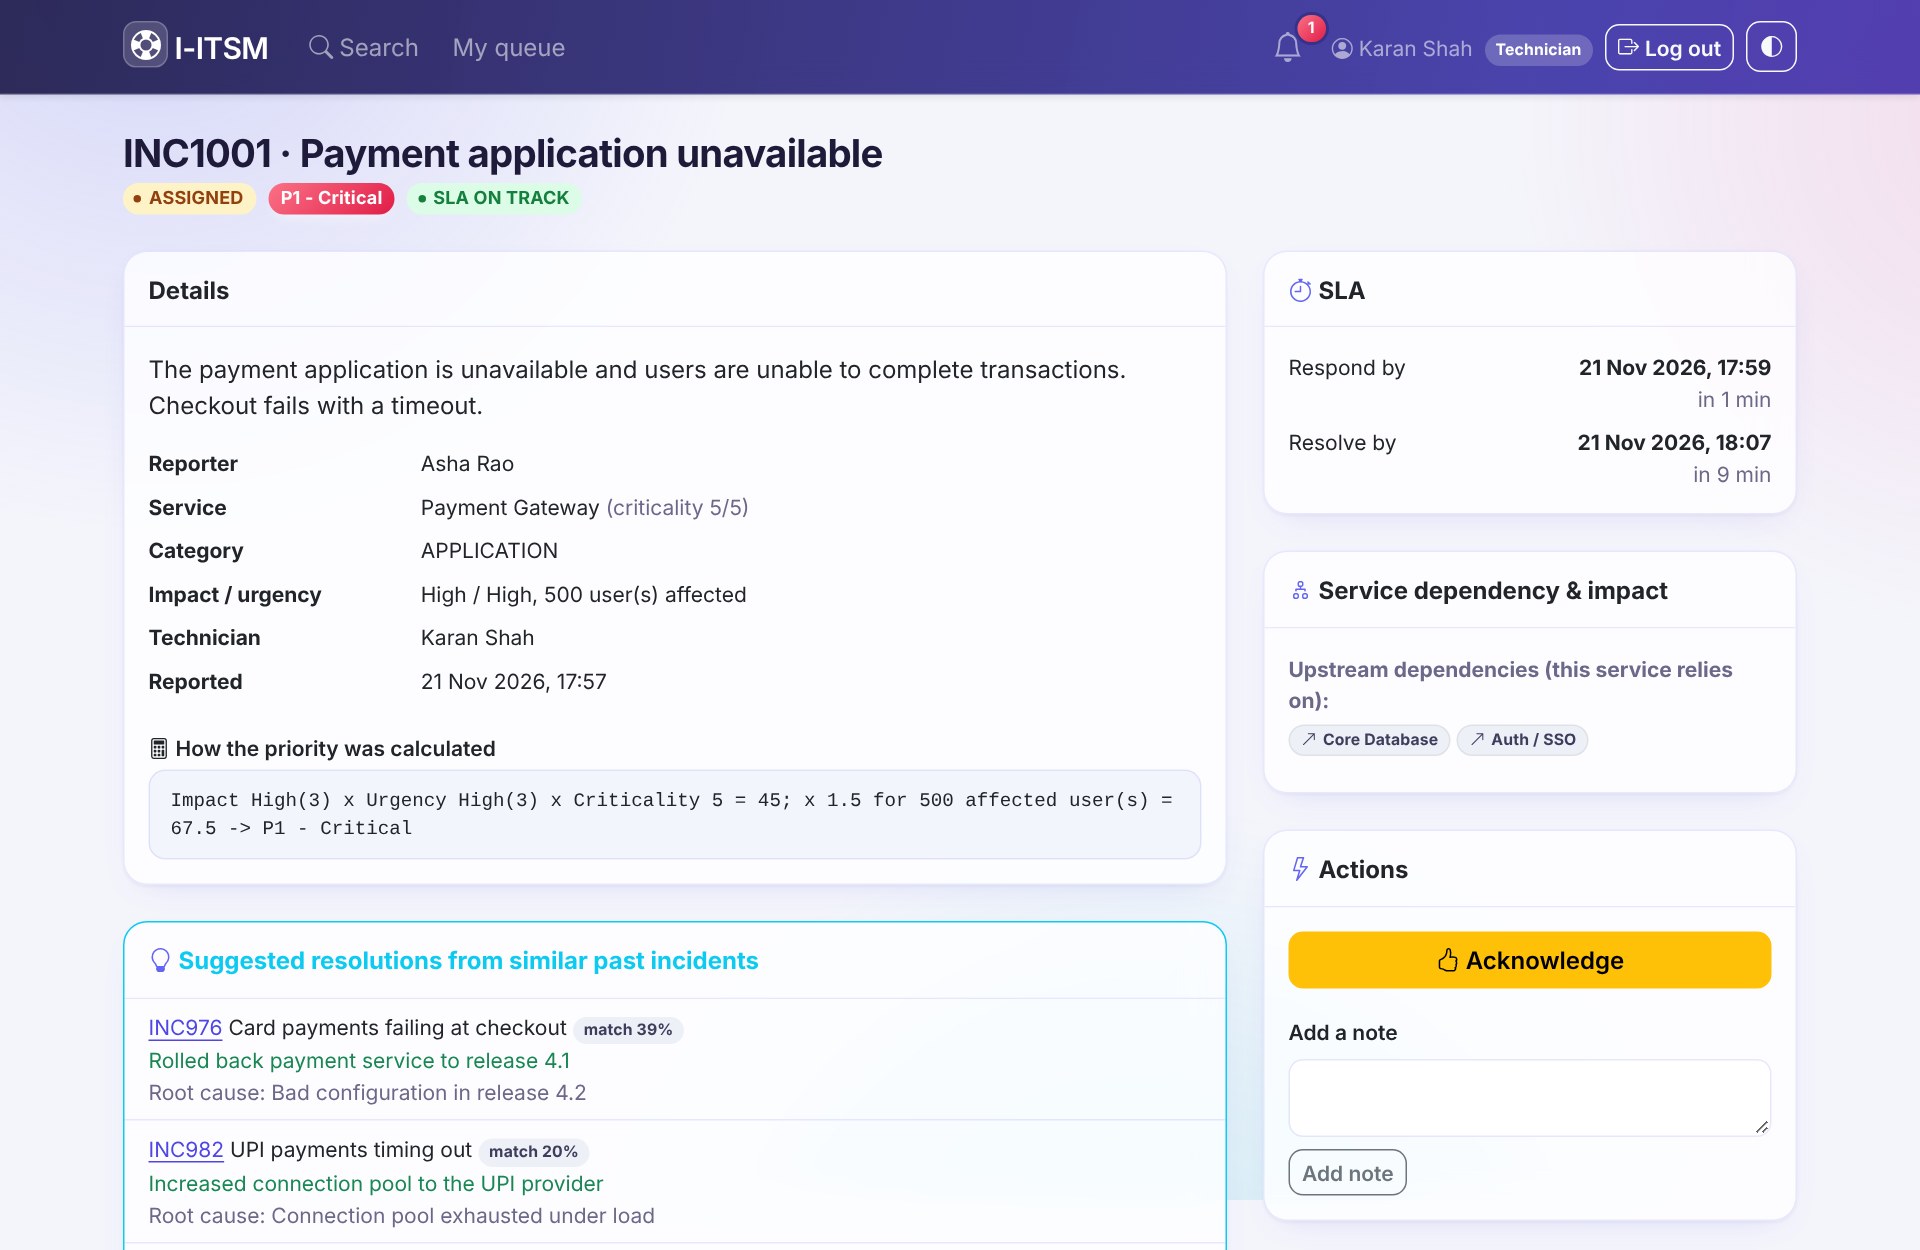 I-ITSM
Search
My queue
1
Karan Shah
Technician
Log out
INC1001 · Payment application unavailable
ASSIGNED
P1 - Critical
SLA ON TRACK
Details
The payment application is unavailable and users are unable to complete transactions.
Checkout fails with a timeout.
Reporter Asha Rao
Service Payment Gateway (criticality 5/5)
Category APPLICATION
Impact / urgency High / High, 500 user(s) affected
Technician Karan Shah
Reported 21 Nov 2026, 17:57
How the priority was calculated
Impact High(3) x Urgency High(3) x Criticality 5 = 45; x 1.5 for 500 affected user(s) =
67.5 -> P1 - Critical
Suggested resolutions from similar past incidents
INC976 Card payments failing at checkout match 39%
Rolled back payment service to release 4.1
Root cause: Bad configuration in release 4.2
INC982 UPI payments timing out match 20%
Increased connection pool to the UPI provider
Root cause: Connection pool exhausted under load
SLA
Respond by 21 Nov 2026, 17:59
in 1 min
Resolve by 21 Nov 2026, 18:07
in 9 min
Service dependency & impact
Upstream dependencies (this service relies
on):
Core Database
Auth / SSO
Actions
Acknowledge
Add a note
Add note